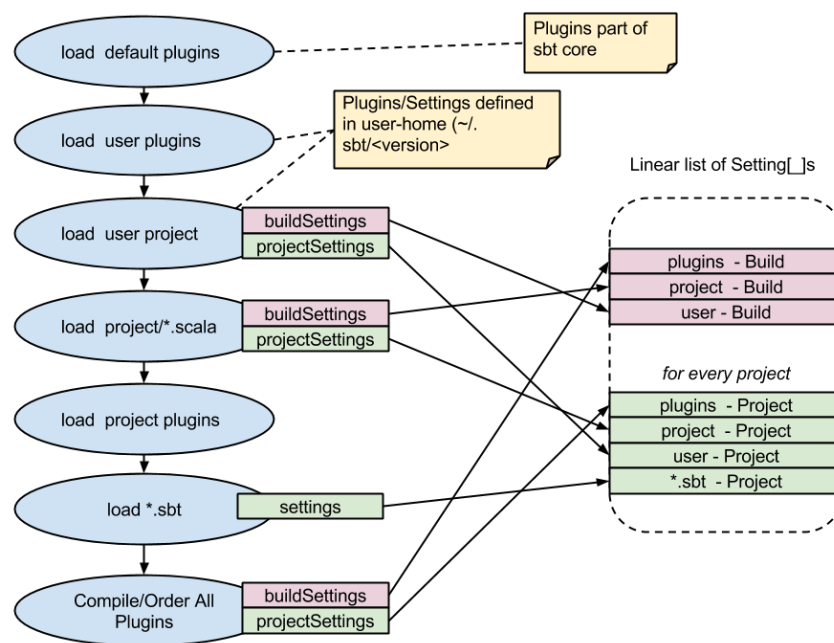 load default plugins
Plugins part of
sbt core
load user plugins
Plugins/Settings defined
in user-home (~/.
sbt/<version>
Linear list of Setting[_]s
load user project
buildSettings
projectSettings
plugins - Build
project - Build
user - Build
load project/*.scala
buildSettings
projectSettings
for every project
plugins - Project
project - Project
user - Project
*.sbt - Project
load project plugins
load *.sbt
settings
Compile/Order All
Plugins
buildSettings
projectSettings